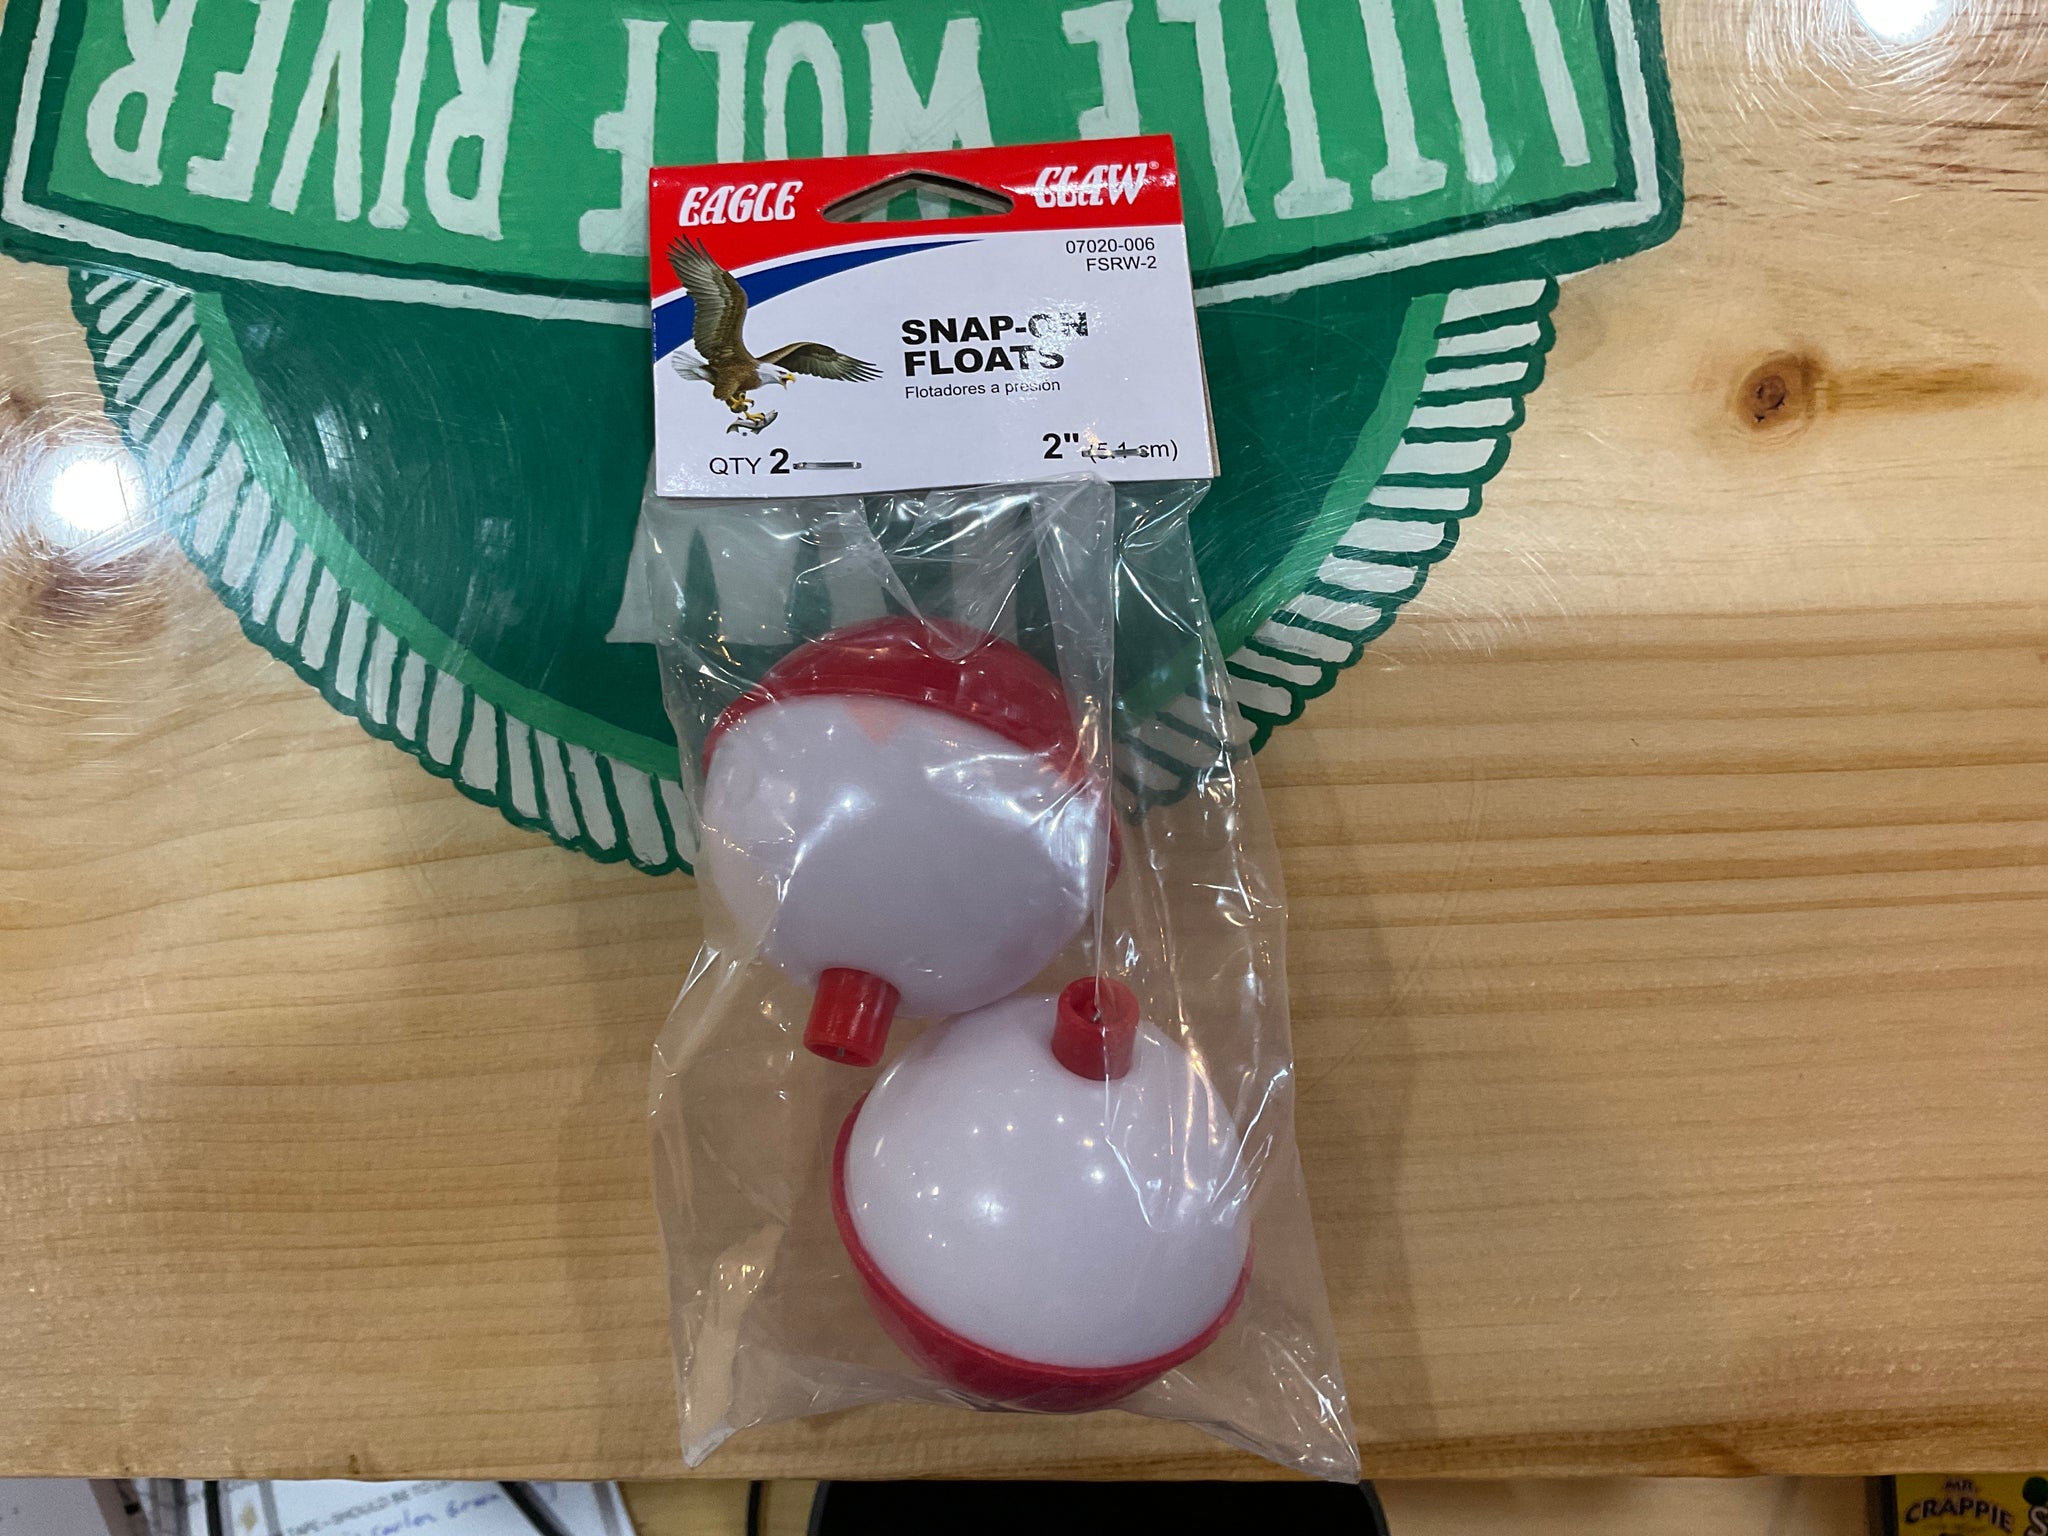 LITTLE WOLF RIVER
EAGLE CLAW®
07020-006
FSRW-2
SNAP-ON
FLOATS
Flotadores a presión
QTY 2
2" (5.1 cm)
MR.
CRAPPIE